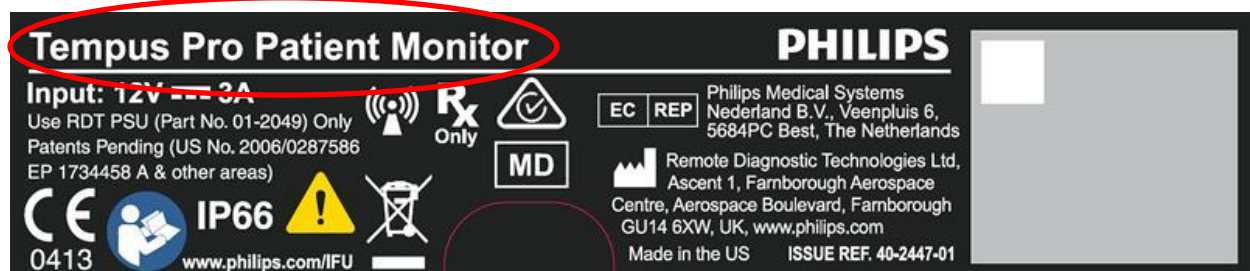 Tempus Pro Patient Monitor
PHILIPS
Input: 12V 3A
Use RDT PSU (Part No. 01-2049) Only
Patents Pending (US No. 2006/0287586
EP 1734458 A & other areas)
CE
0413
IP66
www.philips.com/IFU
Rx
Only
MD
EC REP
Philips Medical Systems
Nederland B.V., Veenpluis 6,
5684PC Best, The Netherlands
Remote Diagnostic Technologies Ltd,
Ascent 1, Farnborough Aerospace
Centre, Aerospace Boulevard, Farnborough
GU14 6XW, UK, www.philips.com
Made in the US ISSUE REF. 40-2447-01